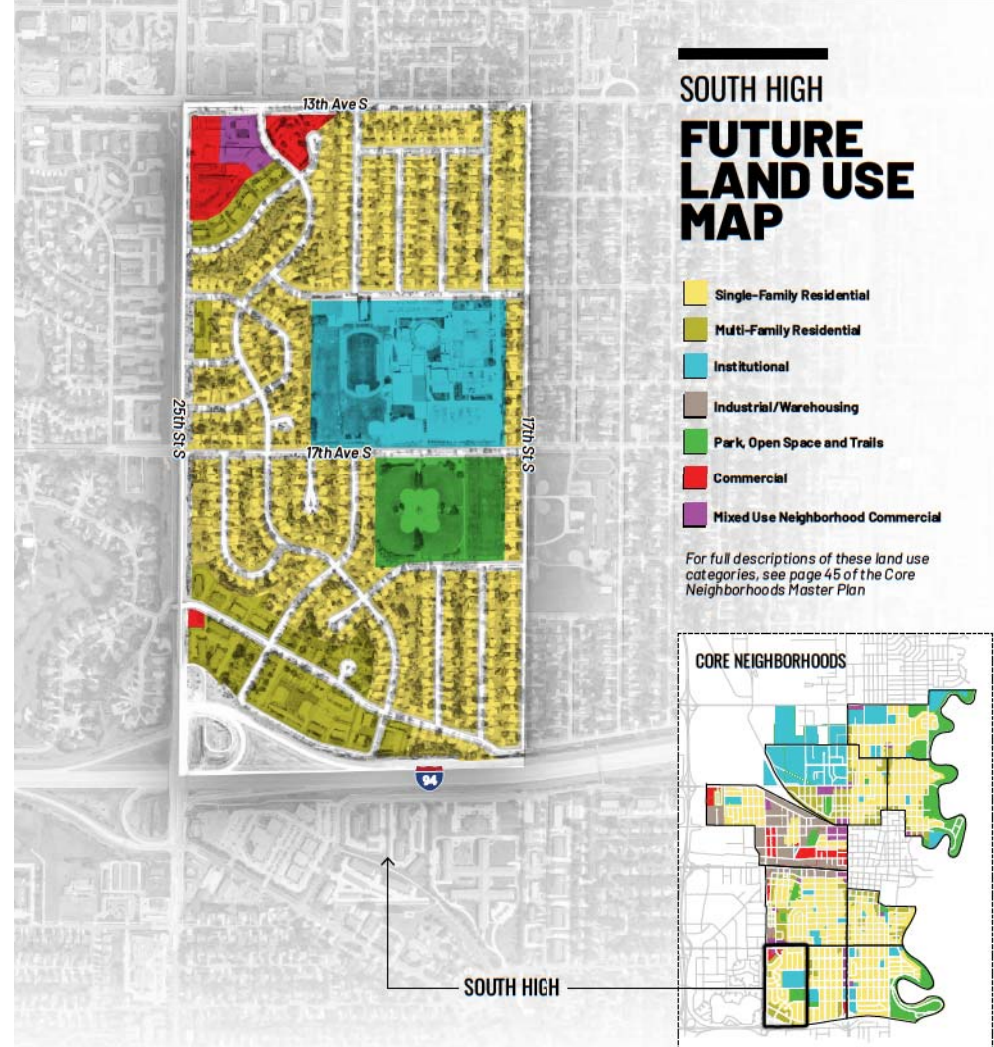 SOUTH HIGH
FUTURE
LAND USE
MAP
13th Ave S
25th St S
17th Ave S
17th St S
94
Single-Family Residential
Multi-Family Residential
Institutional
Industrial/Warehousing
Park, Open Space and Trails
Commercial
Mixed Use Neighborhood Commercial
For full descriptions of these land use
categories, see page 45 of the Core
Neighborhoods Master Plan
CORE NEIGHBORHOODS
SOUTH HIGH